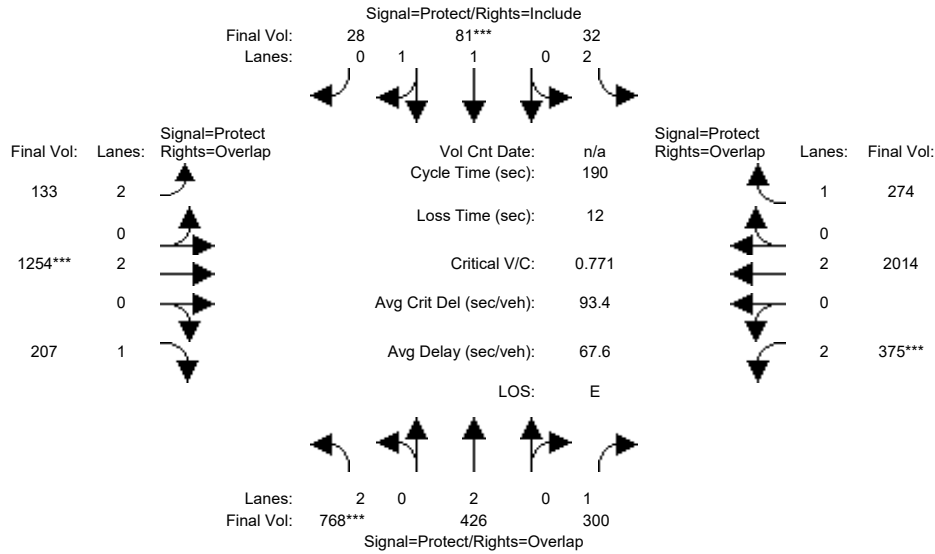 Signal=Protect/Rights=Include
Final Vol: 28 81*** 32
Lanes: 0 1 1 0 2
Signal=Protect Signal=Protect
Final Vol: Lanes: Rights=Overlap Vol Cnt Date: n/a Rights=Overlap Lanes: Final Vol:
Cycle Time (sec): 190
133 2 1 274
Loss Time (sec): 12
0 0
1254*** 2 Critical V/C: 0.771 2 2014
0 Avg Crit Del (sec/veh): 93.4 0
207 1 Avg Delay (sec/veh): 67.6 2 375***
LOS: E
Lanes: 2 0 2 0 1
Final Vol: 768*** 426 300
Signal=Protect/Rights=Overlap